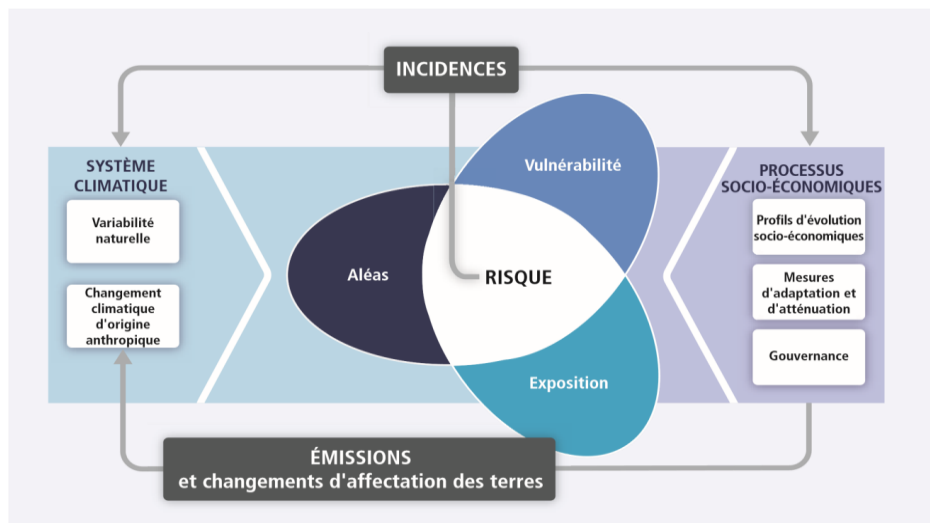 INCIDENCES
SYSTÈME
CLIMATIQUE
Variabilité
naturelle
Changement
climatique
d'origine
anthropique
Vulnérabilité
Aléas
RISQUE
Exposition
PROCESSUS
SOCIO-ÉCONOMIQUES
Profils d'évolution
socio-économiques
Mesures
d'adaptation et
d'atténuation
Gouvernance
ÉMISSIONS
et changements d'affectation des terres